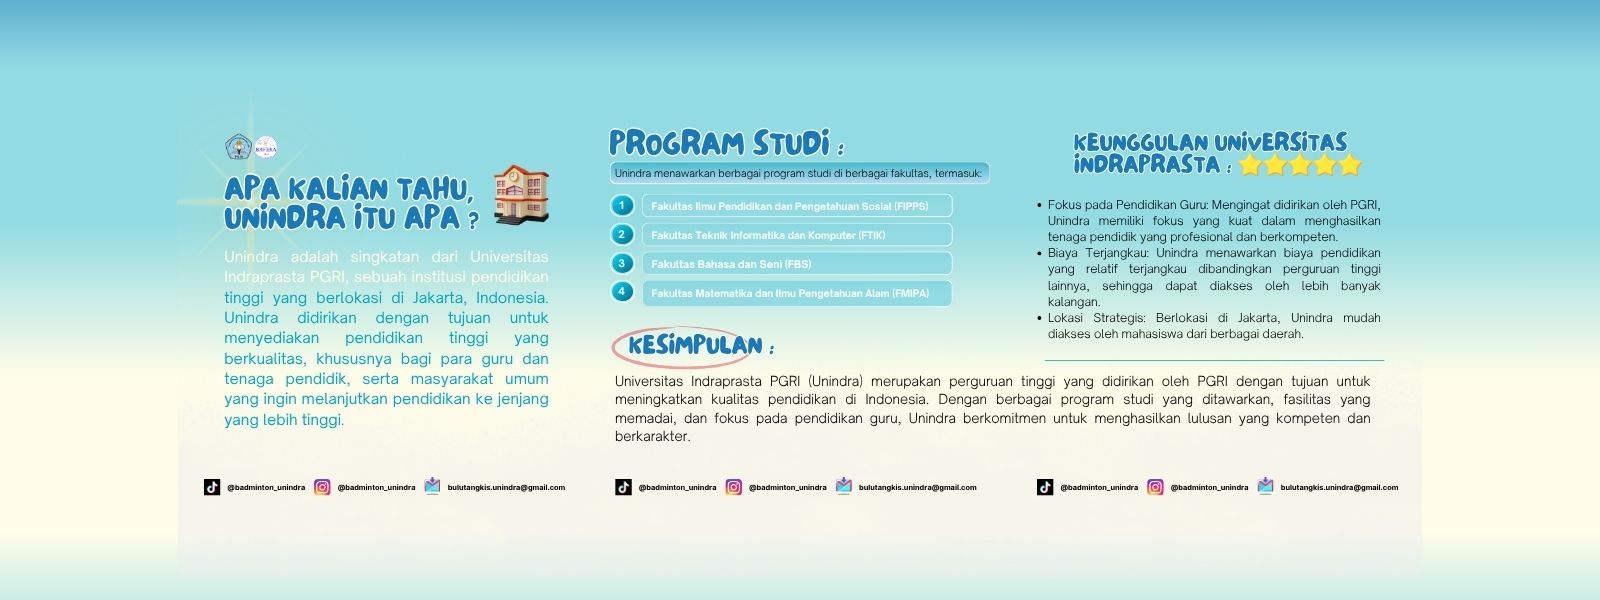 APA KALIAN TAHU,
UNINDRA ITU APA ?
Unindra adalah singkatan dari Universitas
Indraprasta PGRI, sebuah institusi pendidikan
tinggi yang berlokasi di Jakarta, Indonesia.
Unindra didirikan dengan tujuan untuk
menyediakan pendidikan tinggi yang
berkualitas, khususnya bagi para guru dan
tenaga pendidik, serta masyarakat umum
yang ingin melanjutkan pendidikan ke jenjang
yang lebih tinggi.
@badminton_unindra @badminton_unindra bulutangkis.unindra@gmail.com
PROGRAM STUDI :
Unindra menawarkan berbagai program studi di berbagai fakultas, termasuk:
1 Fakultas Ilmu Pendidikan dan Pengetahuan Sosial (FIPPS)
2 Fakultas Teknik Informatika dan Komputer (FTIK)
3 Fakultas Bahasa dan Seni (FBS)
4 Fakultas Matematika dan Ilmu Pengetahuan Alam (FMIPA)
KEUNGGULAN UNIVERSITAS
INDRAPRASTA :
• Fokus pada Pendidikan Guru: Mengingat didirikan oleh PGRI,
Unindra memiliki fokus yang kuat dalam menghasilkan
tenaga pendidik yang profesional dan berkompeten.
• Biaya Terjangkau: Unindra menawarkan biaya pendidikan
yang relatif terjangkau dibandingkan perguruan tinggi
lainnya, sehingga dapat diakses oleh lebih banyak
kalangan.
• Lokasi Strategis: Berlokasi di Jakarta, Unindra mudah
diakses oleh mahasiswa dari berbagai daerah.
KESIMPULAN :
Universitas Indraprasta PGRI (Unindra) merupakan perguruan tinggi yang didirikan oleh PGRI dengan tujuan untuk
meningkatkan kualitas pendidikan di Indonesia. Dengan berbagai program studi yang ditawarkan, fasilitas yang
memadai, dan fokus pada pendidikan guru, Unindra berkomitmen untuk menghasilkan lulusan yang kompeten dan
berkarakter.
@badminton_unindra @badminton_unindra bulutangkis.unindra@gmail.com
@badminton_unindra @badminton_unindra bulutangkis.unindra@gmail.com